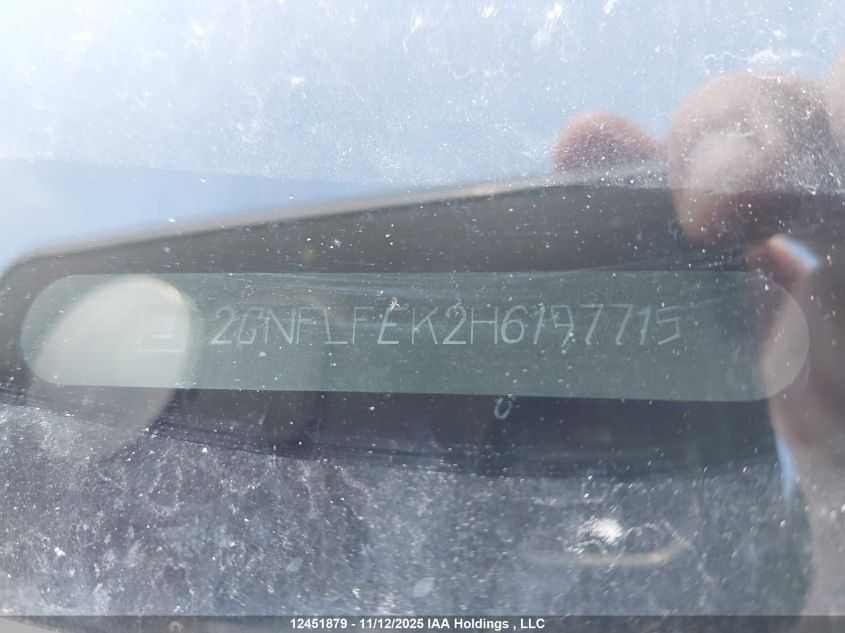 2GNFLFEK2H6197715
12451879 - 11/12/2025 IAA Holdings , LLC